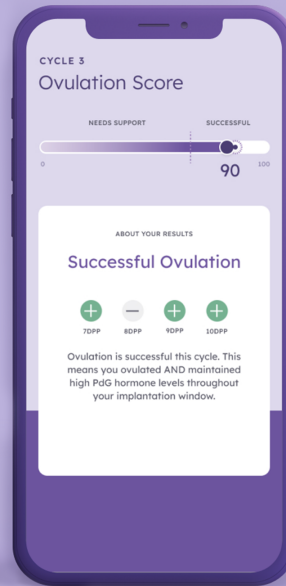 CYCLE 3
Ovulation Score
NEEDS SUPPORT SUCCESSFUL
0 100
90
ABOUT YOUR RESULTS
Successful Ovulation
7DPP 8DPP 9DPP 10DPP
Ovulation is successful this cycle. This
means you ovulated AND maintained
high PdG hormone levels throughout
your implantation window.